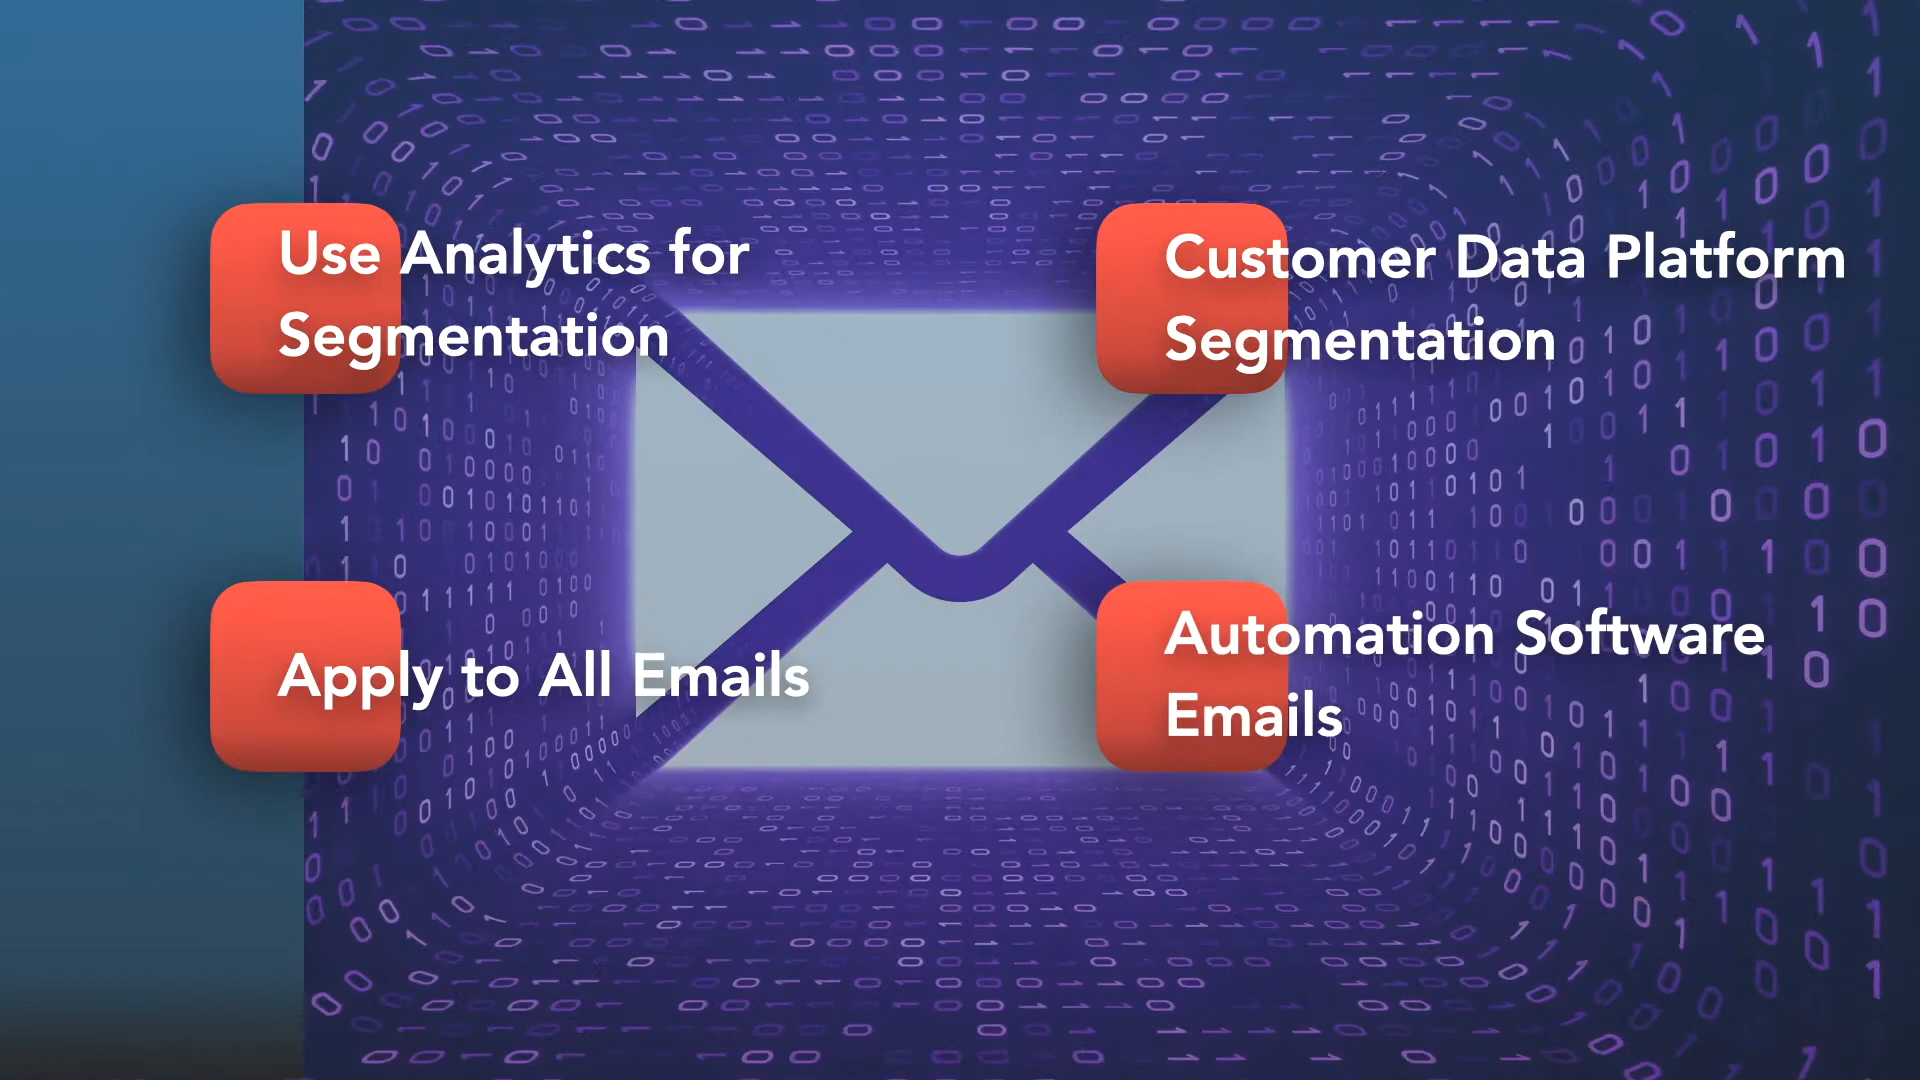 Use Analytics for
Segmentation
Customer Data Platform
Segmentation
Apply to All Emails
Automation Software
Emails